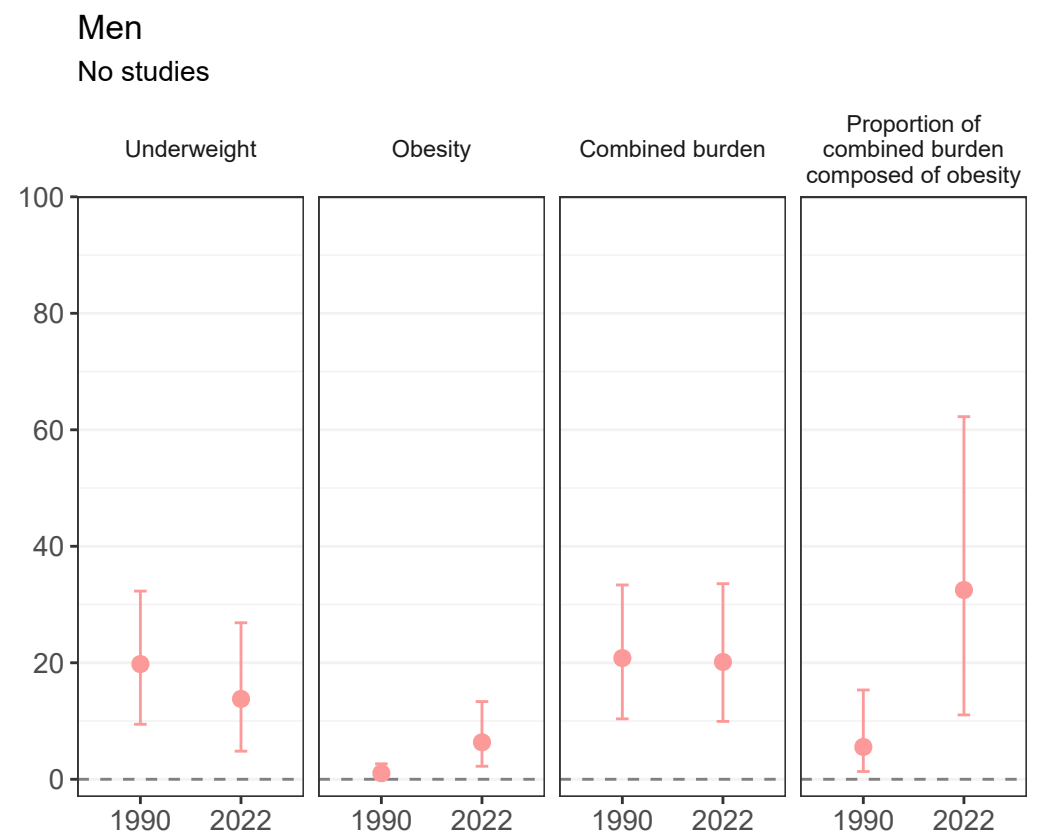 Men
No studies
Underweight
Obesity
Combined burden
Proportion of
combined burden
composed of obesity
100
80
60
40
20
0
1990 2022
1990 2022
1990 2022
1990 2022